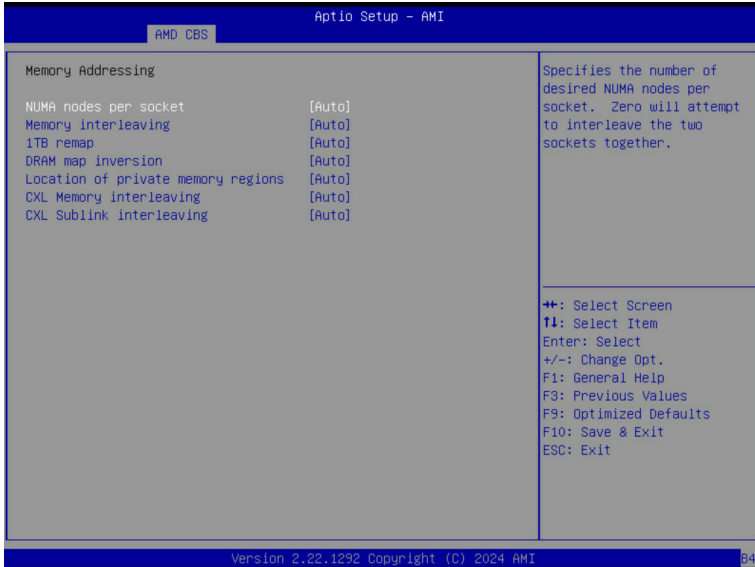 Aptio Setup – AMI
AMD CBS
Memory Addressing
NUMA nodes per socket [Auto]
Memory interleaving [Auto]
1TB remap [Auto]
DRAM map inversion [Auto]
Location of private memory regions [Auto]
CXL Memory interleaving [Auto]
CXL Sublink interleaving [Auto]
Specifies the number of
desired NUMA nodes per
socket. Zero will attempt
to interleave the two
sockets together.
→←: Select Screen
↑↓: Select Item
Enter: Select
+/-: Change Opt.
F1: General Help
F3: Previous Values
F9: Optimized Defaults
F10: Save & Exit
ESC: Exit
Version 2.22.1292 Copyright (C) 2024 AMI
B4